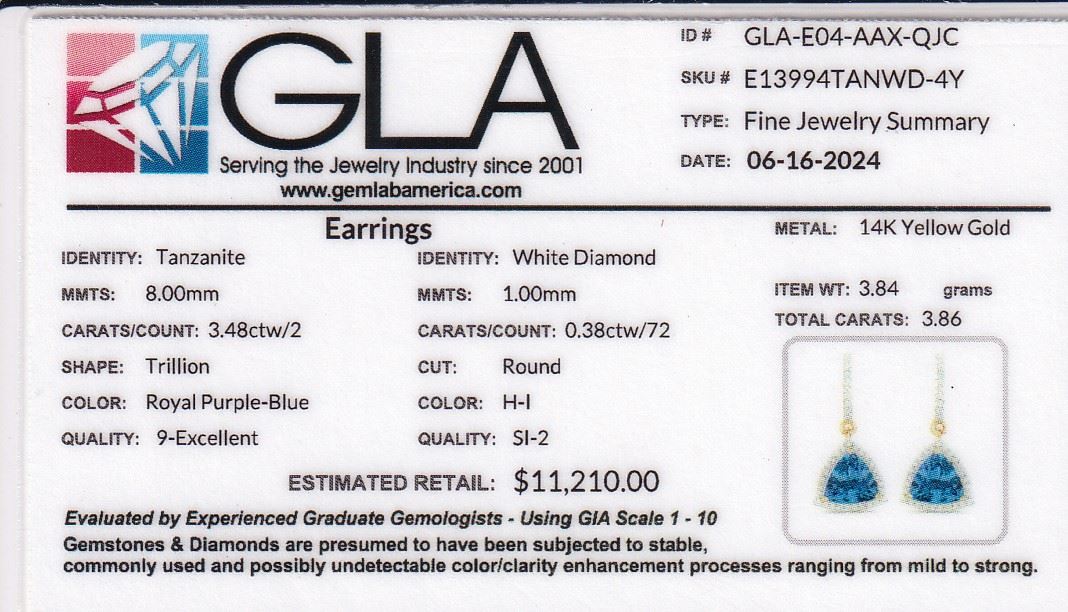 GLA
Serving the Jewelry Industry since 2001
www.gemlabamerica.com
ID # GLA-E04-AAX-QJC
SKU # E13994TANWD-4Y
TYPE: Fine Jewelry Summary
DATE: 06-16-2024
Earrings
IDENTITY: Tanzanite
MMTS: 8.00mm
CARATS/COUNT: 3.48ctw/2
SHAPE: Trillion
COLOR: Royal Purple-Blue
QUALITY: 9-Excellent
IDENTITY: White Diamond
MMTS: 1.00mm
CARATS/COUNT: 0.38ctw/72
CUT: Round
COLOR: H-I
QUALITY: SI-2
METAL: 14K Yellow Gold
ITEM WT: 3.84 grams
TOTAL CARATS: 3.86
ESTIMATED RETAIL: $11,210.00
Evaluated by Experienced Graduate Gemologists - Using GIA Scale 1 - 10
Gemstones & Diamonds are presumed to have been subjected to stable,
commonly used and possibly undetectable color/clarity enhancement processes ranging from mild to strong.